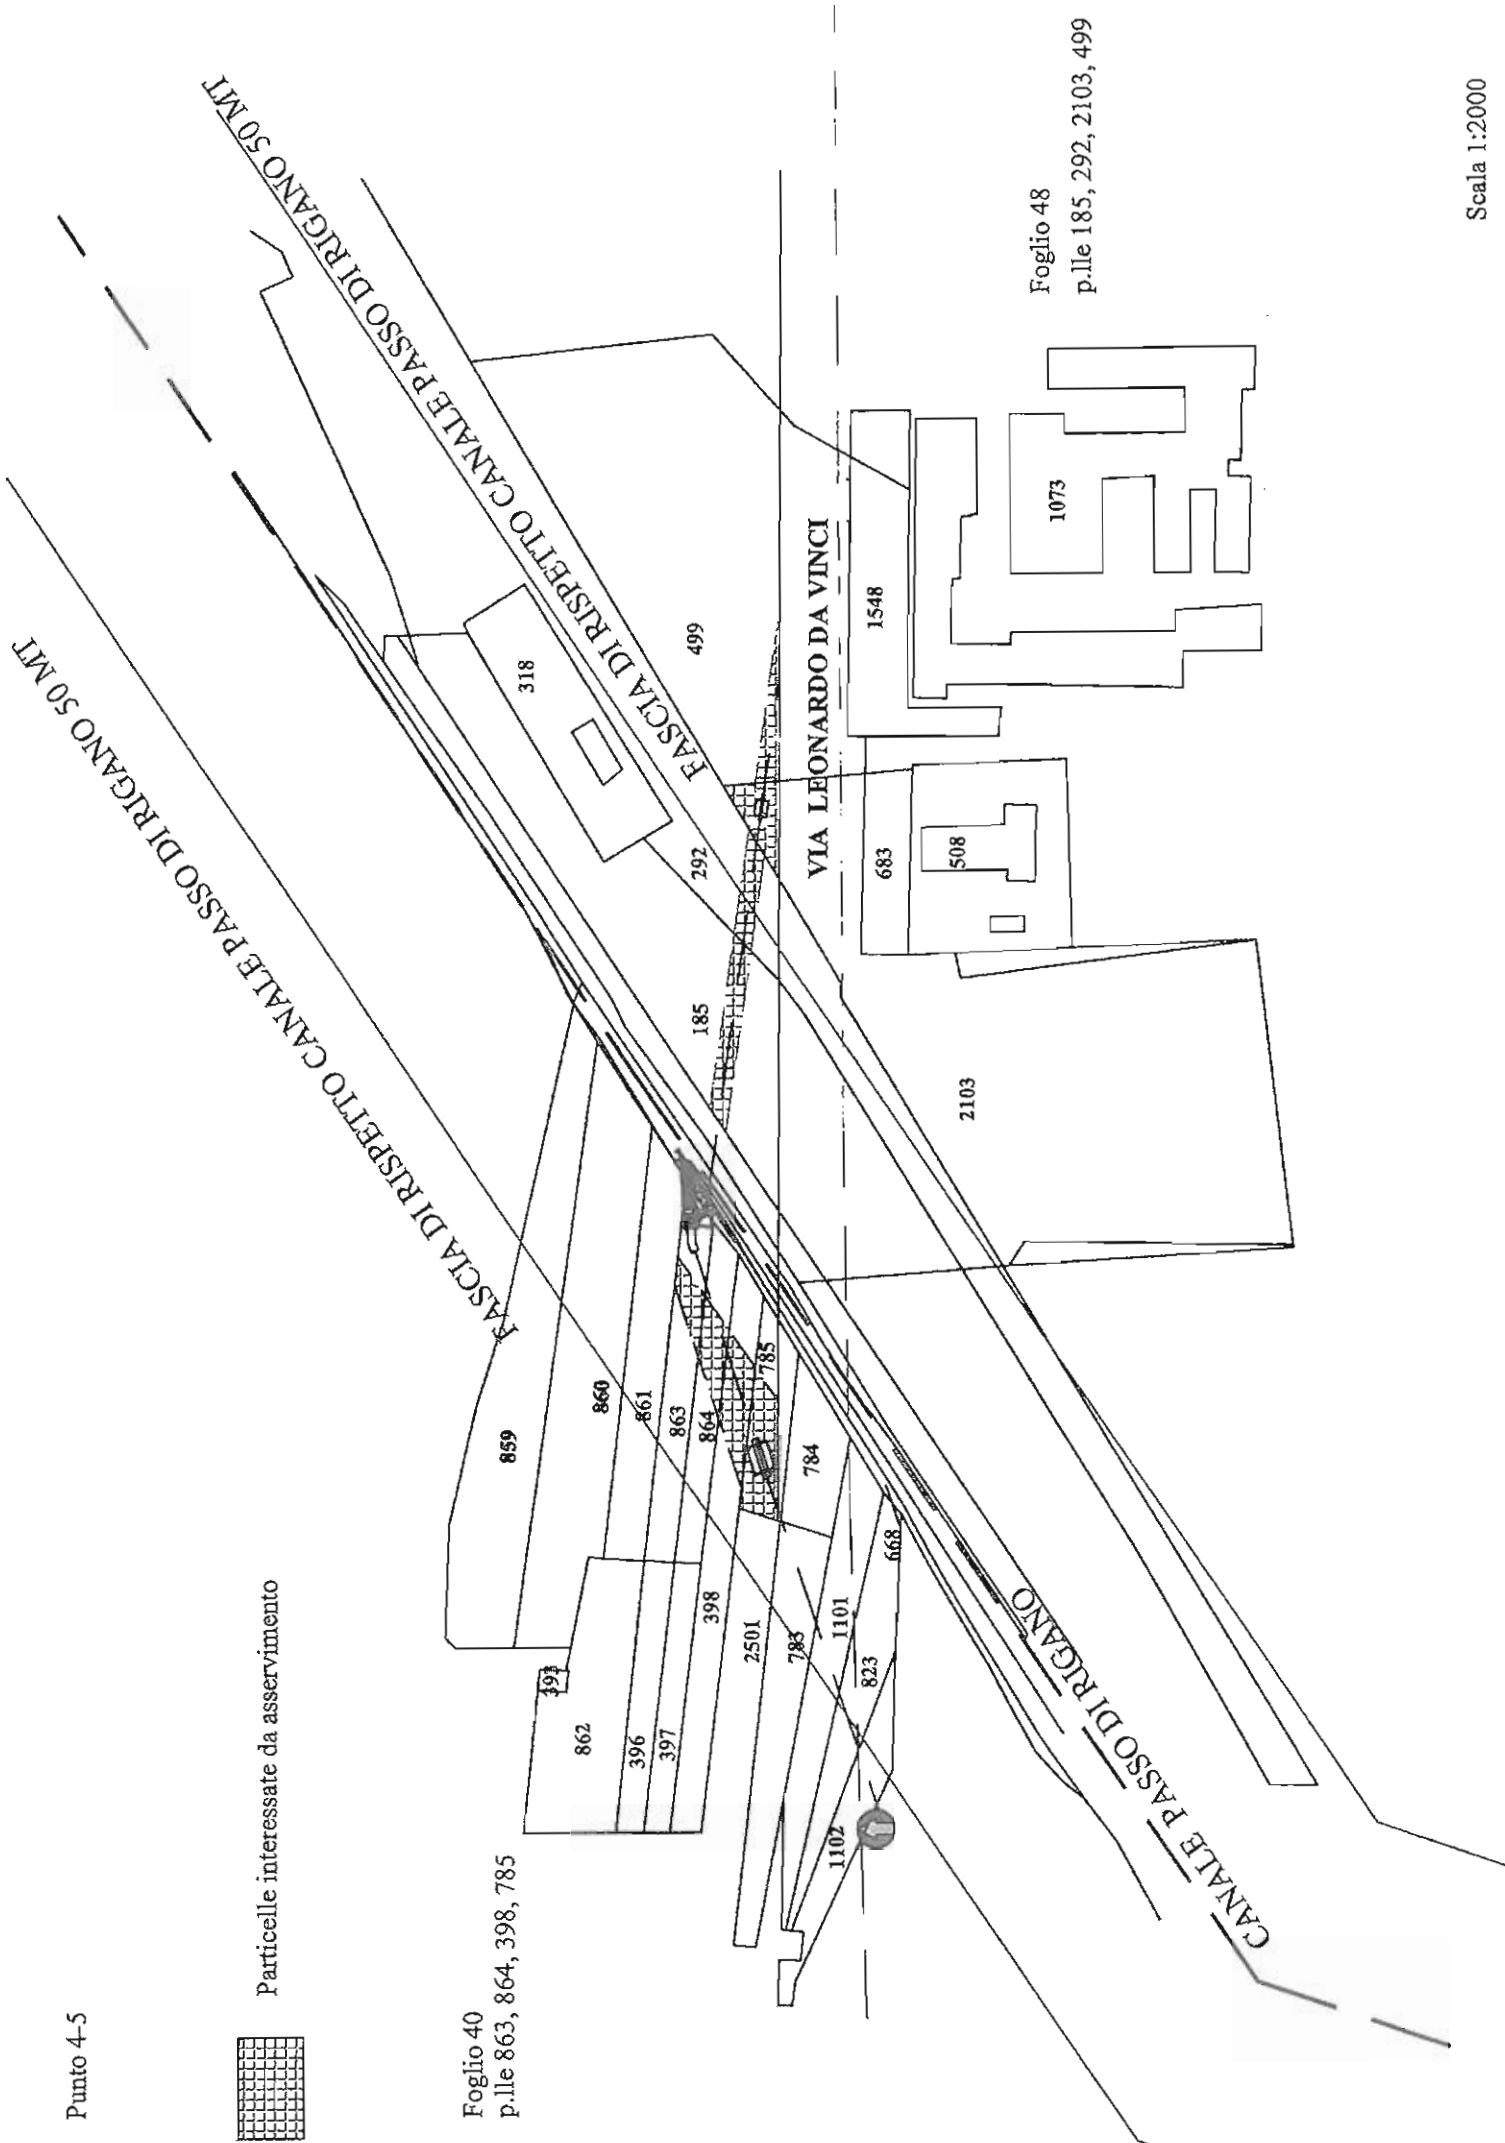 Punto 4-5
Particelle interessate da asservimento
Foglio 40
p.lle 863, 864, 398, 785
FASCIA DI RISPETTO CANALE PASSO DI RIGANO 50 MT
FASCIA DI RISPETTO CANALE PASSO DI RIGANO 50 MT
CANALE PASSO DI RIGANO
VIA LEONARDO DA VINCI
859
860
861
863
864
785
784
393
862
396
397
398
2501
783
1101
823
668
1102
185
292
318
499
2103
683
508
1548
1073
Foglio 48
p.lle 185, 292, 2103, 499
Scala 1:2000